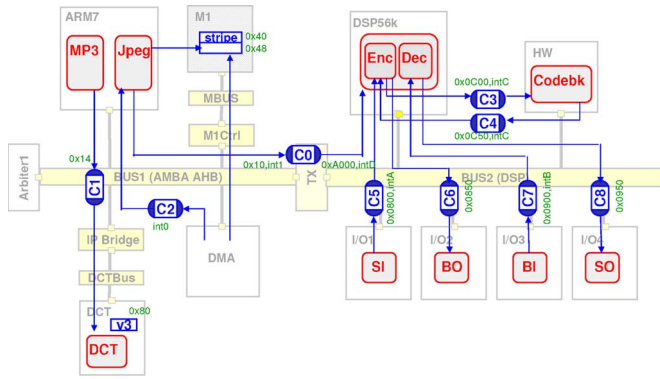 ARM7
MP3
Jpeg
M1
stripe
0x40
0x48
MBUS
M1Ctrl
DSP56k
Enc
Dec
HW
Codebk
0x0C00,intC
C3
C4
0x0C50,intC
Arbiter1
0x14
C1
BUS1 (AMBA AHB)
C0
0x10,int1
0xA000,intD
TX
BUS2 (DSP)
C2
int0
C5
0x0800,intA
C6
0x0850
C7
0x0900,intB
C8
0x0950
IP Bridge
DCTBus
DMA
I/O1
SI
I/O2
BO
I/O3
BI
I/O4
SO
DCT
0x80
v3
DCT